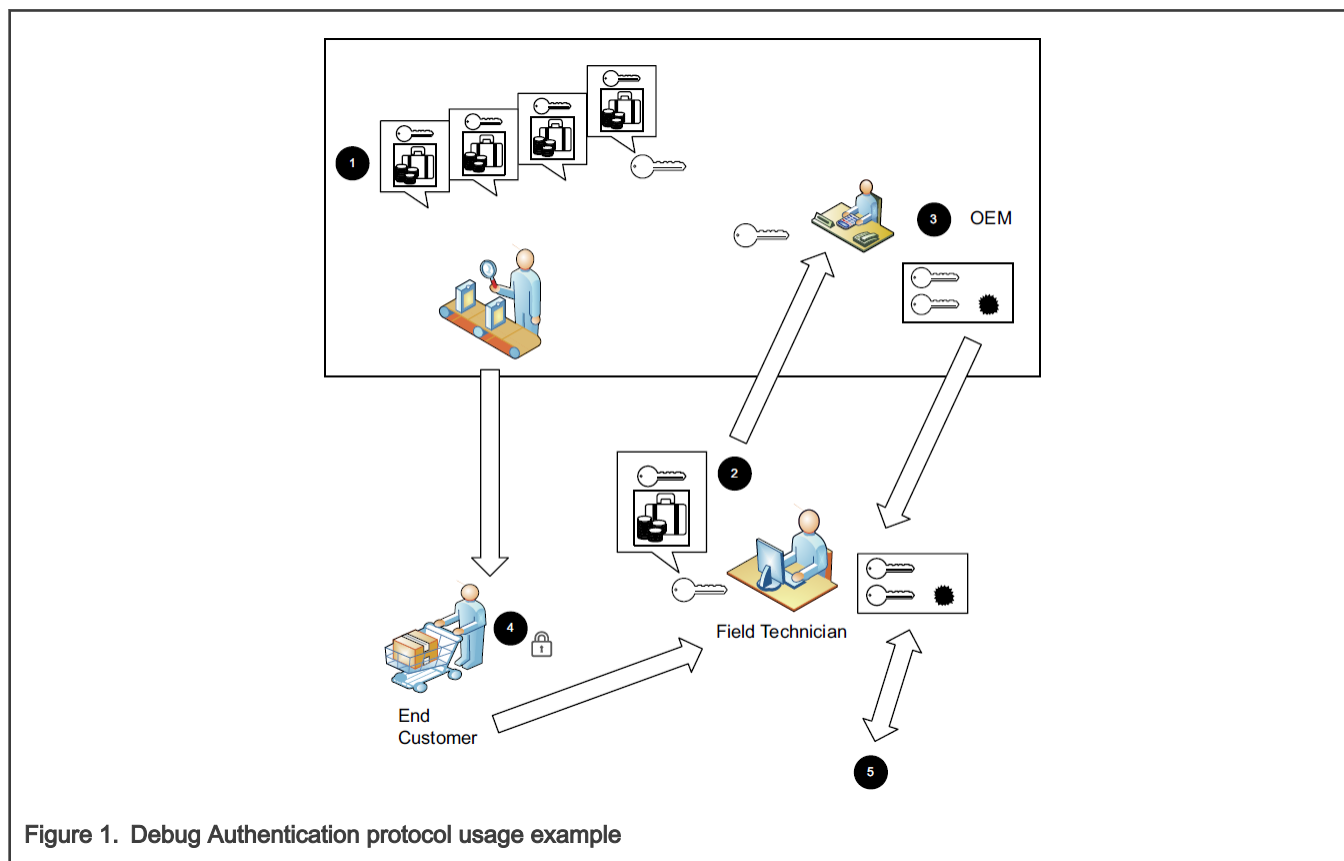 1
3
OEM
2
Field Technician
4
End
Customer
5
Figure 1. Debug Authentication protocol usage example